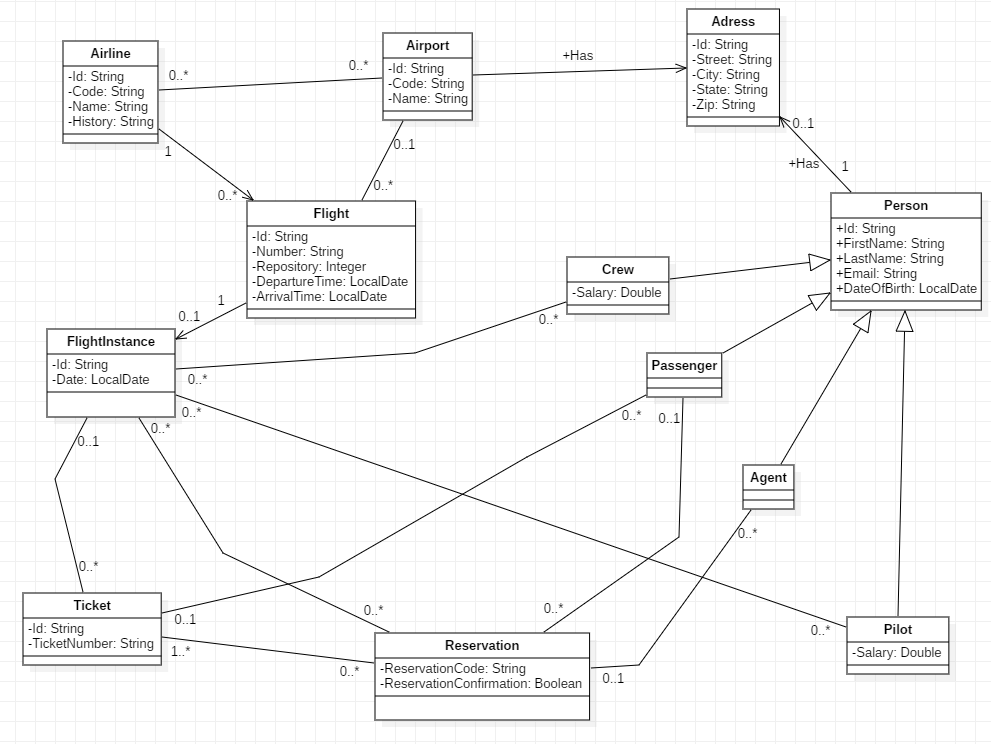 Adress
-Id: String
-Street: String
-City: String
-State: String
-Zip: String
Airline
-Id: String
-Code: String
-Name: String
-History: String
Airport
-Id: String
-Code: String
-Name: String
0..*
0..*
+Has
0..1
+Has
1
1
0..*
0..1
0..*
Flight
-Id: String
-Number: String
-Repository: Integer
-DepartureTime: LocalDate
-ArrivalTime: LocalDate
Person
+Id: String
+FirstName: String
+LastName: String
+Email: String
+DateOfBirth: LocalDate
Crew
-Salary: Double
1
0..1
0..*
FlightInstance
-Id: String
-Date: LocalDate
0..*
0..*
0..1
0..*
Passenger
0..*
0..1
Agent
0..*
0..*
Ticket
-Id: String
-TicketNumber: String
0..1
1..*
0..*
0..*
0..*
Reservation
-ReservationCode: String
-ReservationConfirmation: Boolean
0..1
0..*
Pilot
-Salary: Double